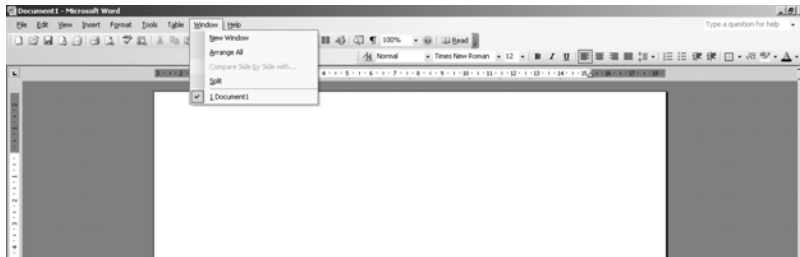 Document1 - Microsoft Word
File Edit View Insert Format Tools Table Window Help Type a question for help
100% Read
Normal Times New Roman 12 B I U
New Window
Arrange All
Compare Side by Side with...
Split
1 Document1